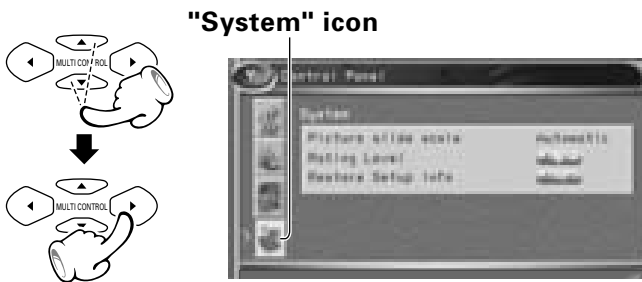 "System" icon
MULTI CONTROL
MULTI CONTROL
Control Panel
System
Picture slide scale Automatic
Rating Level
Restore Setup info